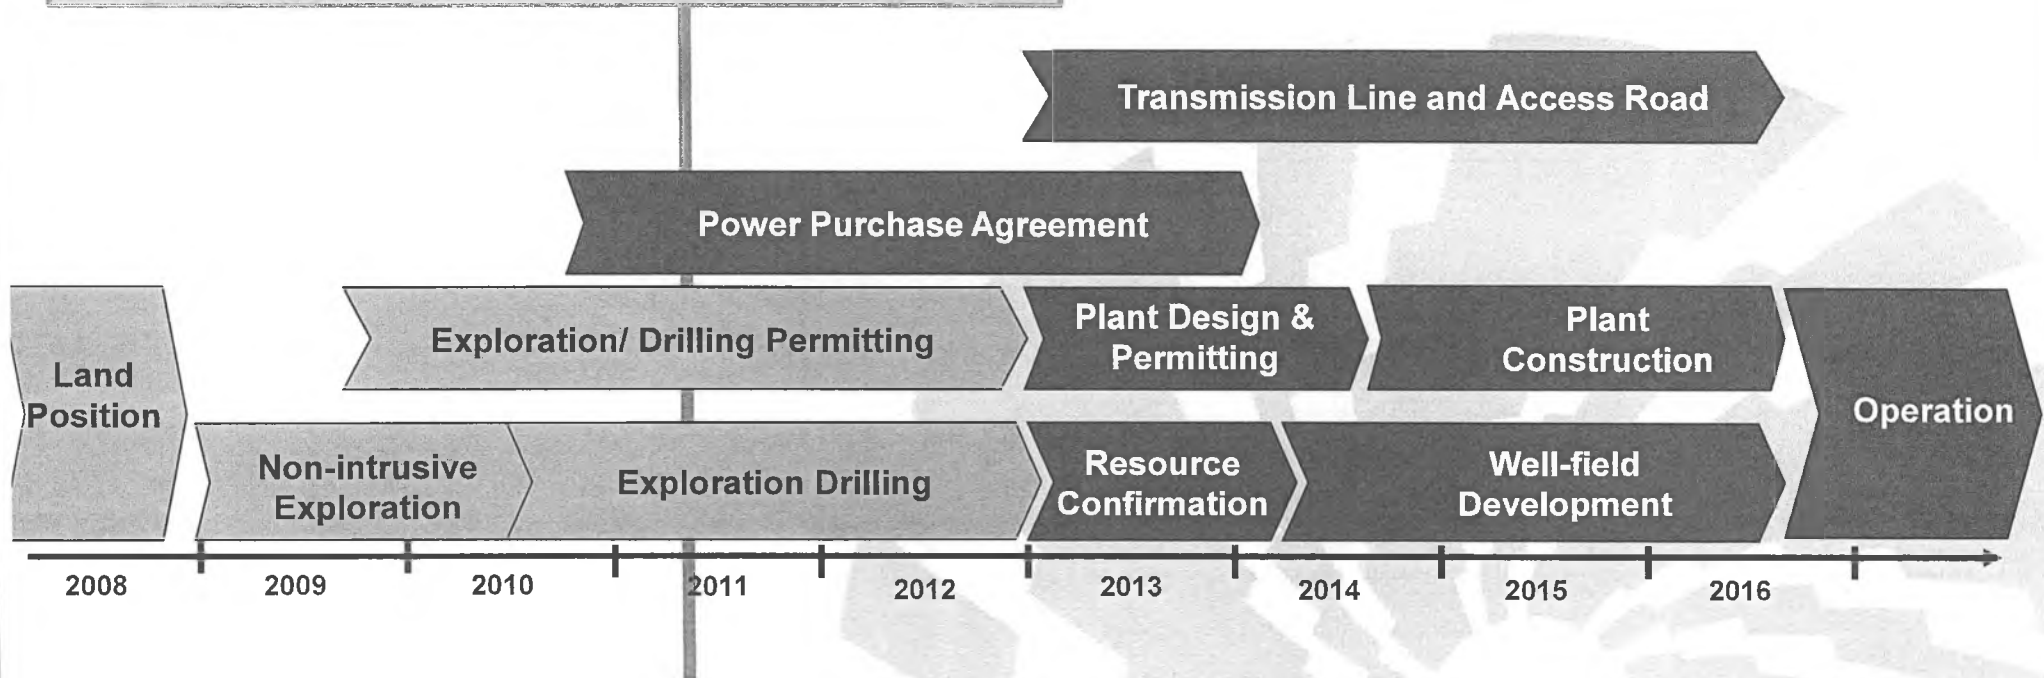 Transmission Line and Access Road
Power Purchase Agreement
Land
Position
Exploration/ Drilling Permitting
Plant Design &
Permitting
Plant
Construction
Operation
Non-intrusive
Exploration
Exploration Drilling
Resource
Confirmation
Well-field
Development
2008
2009
2010
2011
2012
2013
2014
2015
2016